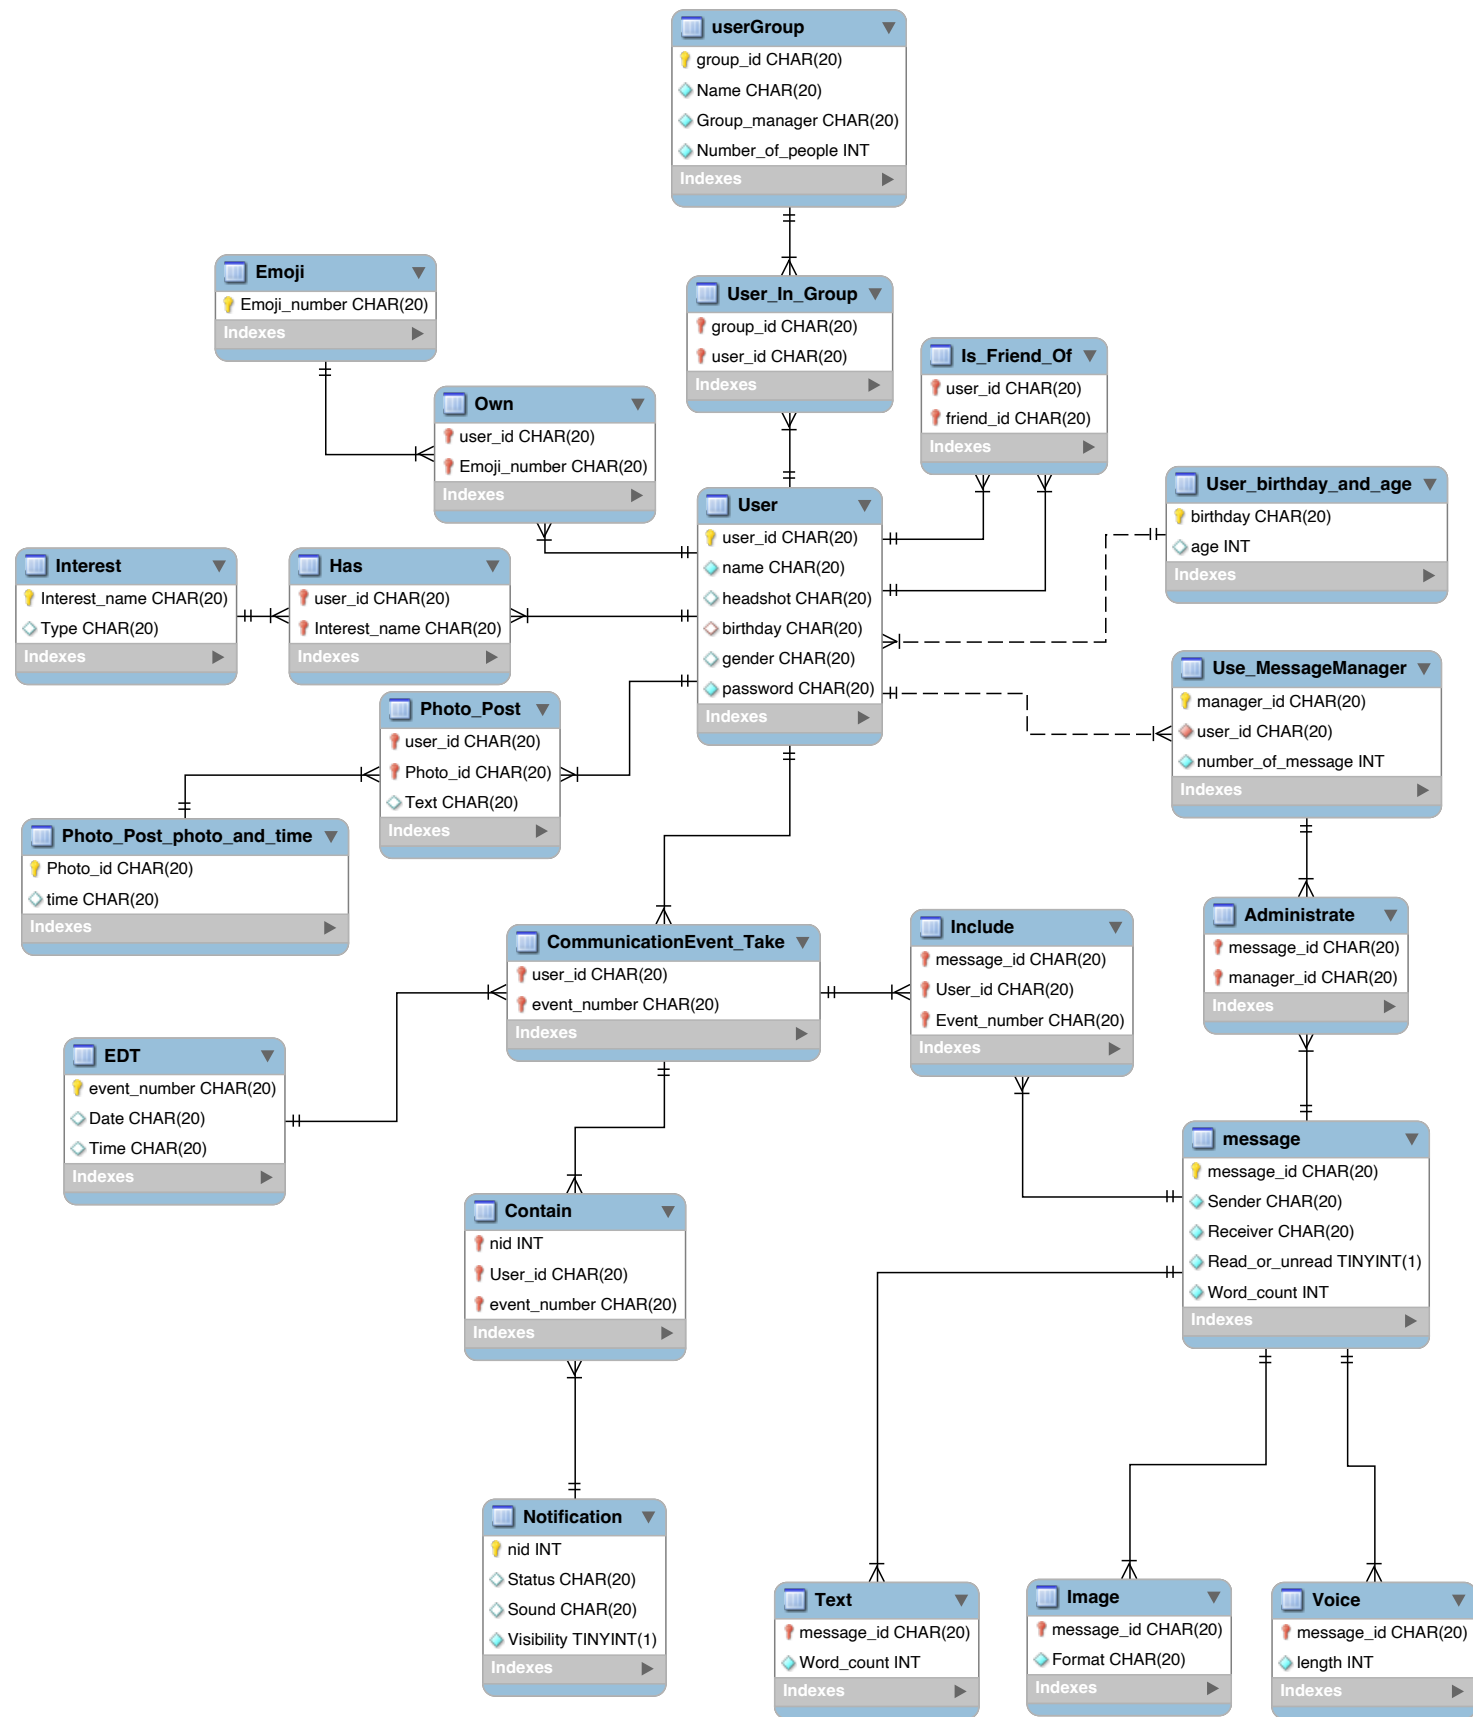 userGroup
group_id CHAR(20)
Name CHAR(20)
Group_manager CHAR(20)
Number_of_people INT
Indexes
Emoji
Emoji_number CHAR(20)
Indexes
User_In_Group
group_id CHAR(20)
user_id CHAR(20)
Indexes
Is_Friend_Of
user_id CHAR(20)
friend_id CHAR(20)
Indexes
Own
user_id CHAR(20)
Emoji_number CHAR(20)
Indexes
User_birthday_and_age
birthday CHAR(20)
age INT
Indexes
User
user_id CHAR(20)
name CHAR(20)
headshot CHAR(20)
birthday CHAR(20)
gender CHAR(20)
password CHAR(20)
Indexes
Interest
Interest_name CHAR(20)
Type CHAR(20)
Indexes
Has
user_id CHAR(20)
Interest_name CHAR(20)
Indexes
Use_MessageManager
manager_id CHAR(20)
user_id CHAR(20)
number_of_message INT
Indexes
Photo_Post
user_id CHAR(20)
Photo_id CHAR(20)
Text CHAR(20)
Indexes
Photo_Post_photo_and_time
Photo_id CHAR(20)
time CHAR(20)
Indexes
Administrate
message_id CHAR(20)
manager_id CHAR(20)
Indexes
Include
message_id CHAR(20)
User_id CHAR(20)
Event_number CHAR(20)
Indexes
CommunicationEvent_Take
user_id CHAR(20)
event_number CHAR(20)
Indexes
EDT
event_number CHAR(20)
Date CHAR(20)
Time CHAR(20)
Indexes
message
message_id CHAR(20)
Sender CHAR(20)
Receiver CHAR(20)
Read_or_unread TINYINT(1)
Word_count INT
Indexes
Contain
nid INT
User_id CHAR(20)
event_number CHAR(20)
Indexes
Notification
nid INT
Status CHAR(20)
Sound CHAR(20)
Visibility TINYINT(1)
Indexes
Text
message_id CHAR(20)
Word_count INT
Indexes
Image
message_id CHAR(20)
Format CHAR(20)
Indexes
Voice
message_id CHAR(20)
length INT
Indexes